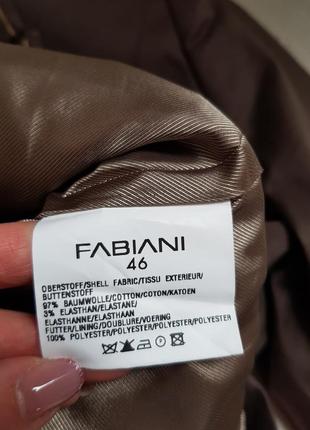 FABIANI
46
OBERSTOFF/SHELL FABRIC/TISSU EXTERIEUR/
BUTTENSTOFF
97% BAUMWOLLE/COTTON/COTON/KATOEN
3% ELASTHAN/ELASTANE/
ELASTHANNE/ELASTHAAN
FUTTER/LINING/DOUBLURE/VOERING
100% POLYESTER/POLYESTER/POLYESTER/POLYESTER